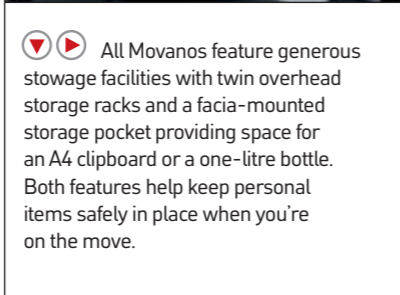 All Movanos feature generous
stowage facilities with twin overhead
storage racks and a facia-mounted
storage pocket providing space for
an A4 clipboard or a one-litre bottle.
Both features help keep personal
items safely in place when you're
on the move.